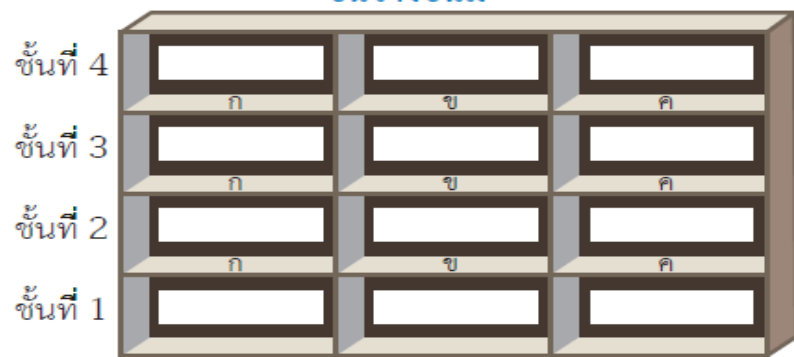 ชั้นที่ 4
ก ข ค
ชั้นที่ 3
ก ข ค
ชั้นที่ 2
ก ข ค
ชั้นที่ 1